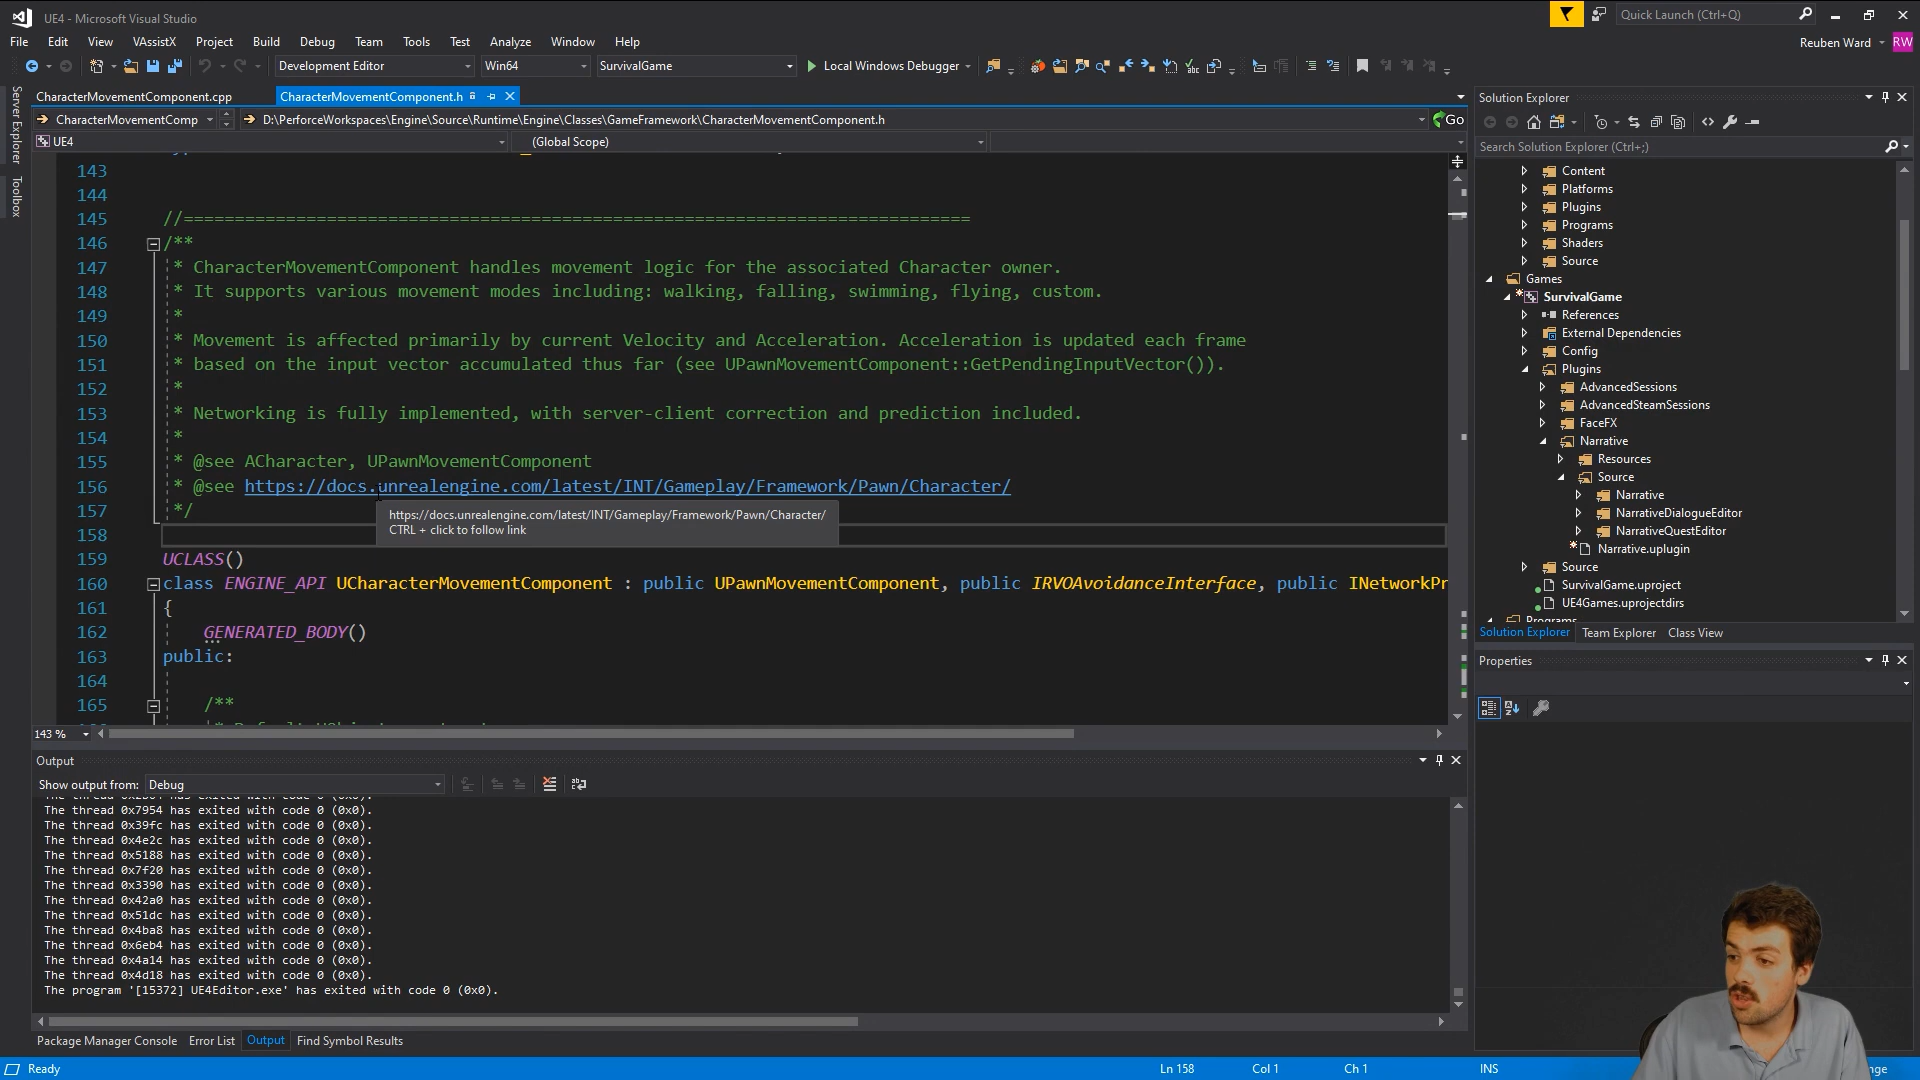 UE4 - Microsoft Visual Studio
Quick Launch (Ctrl+Q)
File Edit View VAssistX Project Build Debug Team Tools Test Analyze Window Help
Reuben Ward
RW
Development Editor Win64 SurvivalGame Local Windows Debugger
Server Explorer
Toolbox
CharacterMovementComponent.cpp CharacterMovementComponent.h
CharacterMovementComp D:\PerforceWorkspaces\Engine\Source\Runtime\Engine\Classes\GameFramework\CharacterMovementComponent.h Go
UE4 (Global Scope)
143
144
145 //=============================================================================
146 /**
147 * CharacterMovementComponent handles movement logic for the associated Character owner.
148 * It supports various movement modes including: walking, falling, swimming, flying, custom.
149 *
150 * Movement is affected primarily by current Velocity and Acceleration. Acceleration is updated each frame
151 * based on the input vector accumulated thus far (see UPawnMovementComponent::GetPendingInputVector()).
152 *
153 * Networking is fully implemented, with server-client correction and prediction included.
154 *
155 * @see ACharacter, UPawnMovementComponent
156 * @see https://docs.unrealengine.com/latest/INT/Gameplay/Framework/Pawn/Character/
157 */
https://docs.unrealengine.com/latest/INT/Gameplay/Framework/Pawn/Character/
CTRL + click to follow link
158
159 UCLASS()
160 class ENGINE_API UCharacterMovementComponent : public UPawnMovementComponent, public IRVOAvoidanceInterface, public INetworkPr
161 {
162 GENERATED_BODY()
163 public:
164
165 /**
143 %
Output
Show output from: Debug
The thread 0x7954 has exited with code 0 (0x0).
The thread 0x39fc has exited with code 0 (0x0).
The thread 0x4e2c has exited with code 0 (0x0).
The thread 0x5188 has exited with code 0 (0x0).
The thread 0x7f20 has exited with code 0 (0x0).
The thread 0x3390 has exited with code 0 (0x0).
The thread 0x42a0 has exited with code 0 (0x0).
The thread 0x51dc has exited with code 0 (0x0).
The thread 0x4ba8 has exited with code 0 (0x0).
The thread 0x6eb4 has exited with code 0 (0x0).
The thread 0x4a14 has exited with code 0 (0x0).
The thread 0x4d18 has exited with code 0 (0x0).
The program '[15372] UE4Editor.exe' has exited with code 0 (0x0).
Package Manager Console Error List Output Find Symbol Results
Solution Explorer
Search Solution Explorer (Ctrl+;)
Content
Platforms
Plugins
Programs
Shaders
Source
Games
SurvivalGame
References
External Dependencies
Config
Plugins
AdvancedSessions
AdvancedSteamSessions
FaceFX
Narrative
Resources
Source
Narrative
NarrativeDialogueEditor
NarrativeQuestEditor
Narrative.uplugin
Source
SurvivalGame.uproject
UE4Games.uprojectdirs
Programs
Solution Explorer Team Explorer Class View
Properties
Ready Ln 158 Col 1 Ch 1 INS